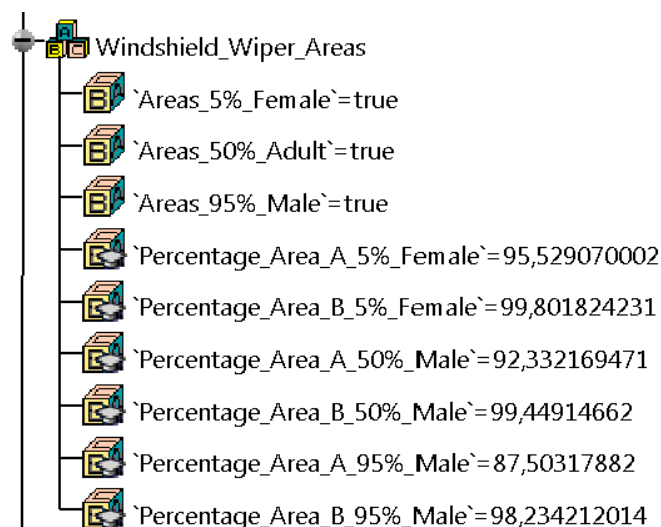 Windshield_Wiper_Areas
`Areas_5%_Female`=true
`Areas_50%_Adult`=true
`Areas_95%_Male`=true
`Percentage_Area_A_5%_Female`=95,529070002
`Percentage_Area_B_5%_Female`=99,801824231
`Percentage_Area_A_50%_Male`=92,332169471
`Percentage_Area_B_50%_Male`=99,44914662
`Percentage_Area_A_95%_Male`=87,50317882
`Percentage_Area_B_95%_Male`=98,234212014